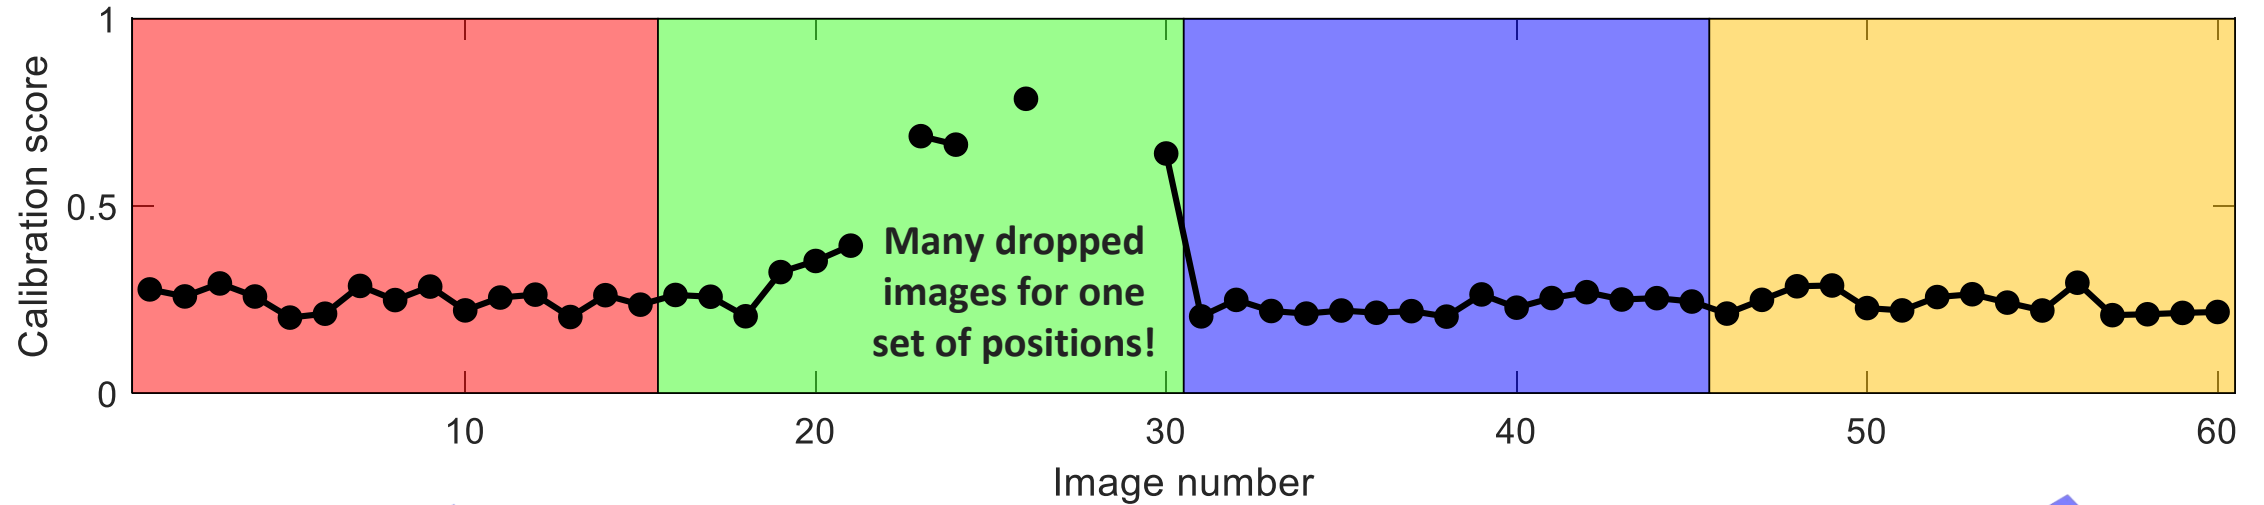 Calibration score
1
0.5
0
Many dropped
images for one
set of positions!
10
20
30
40
50
60
Image number